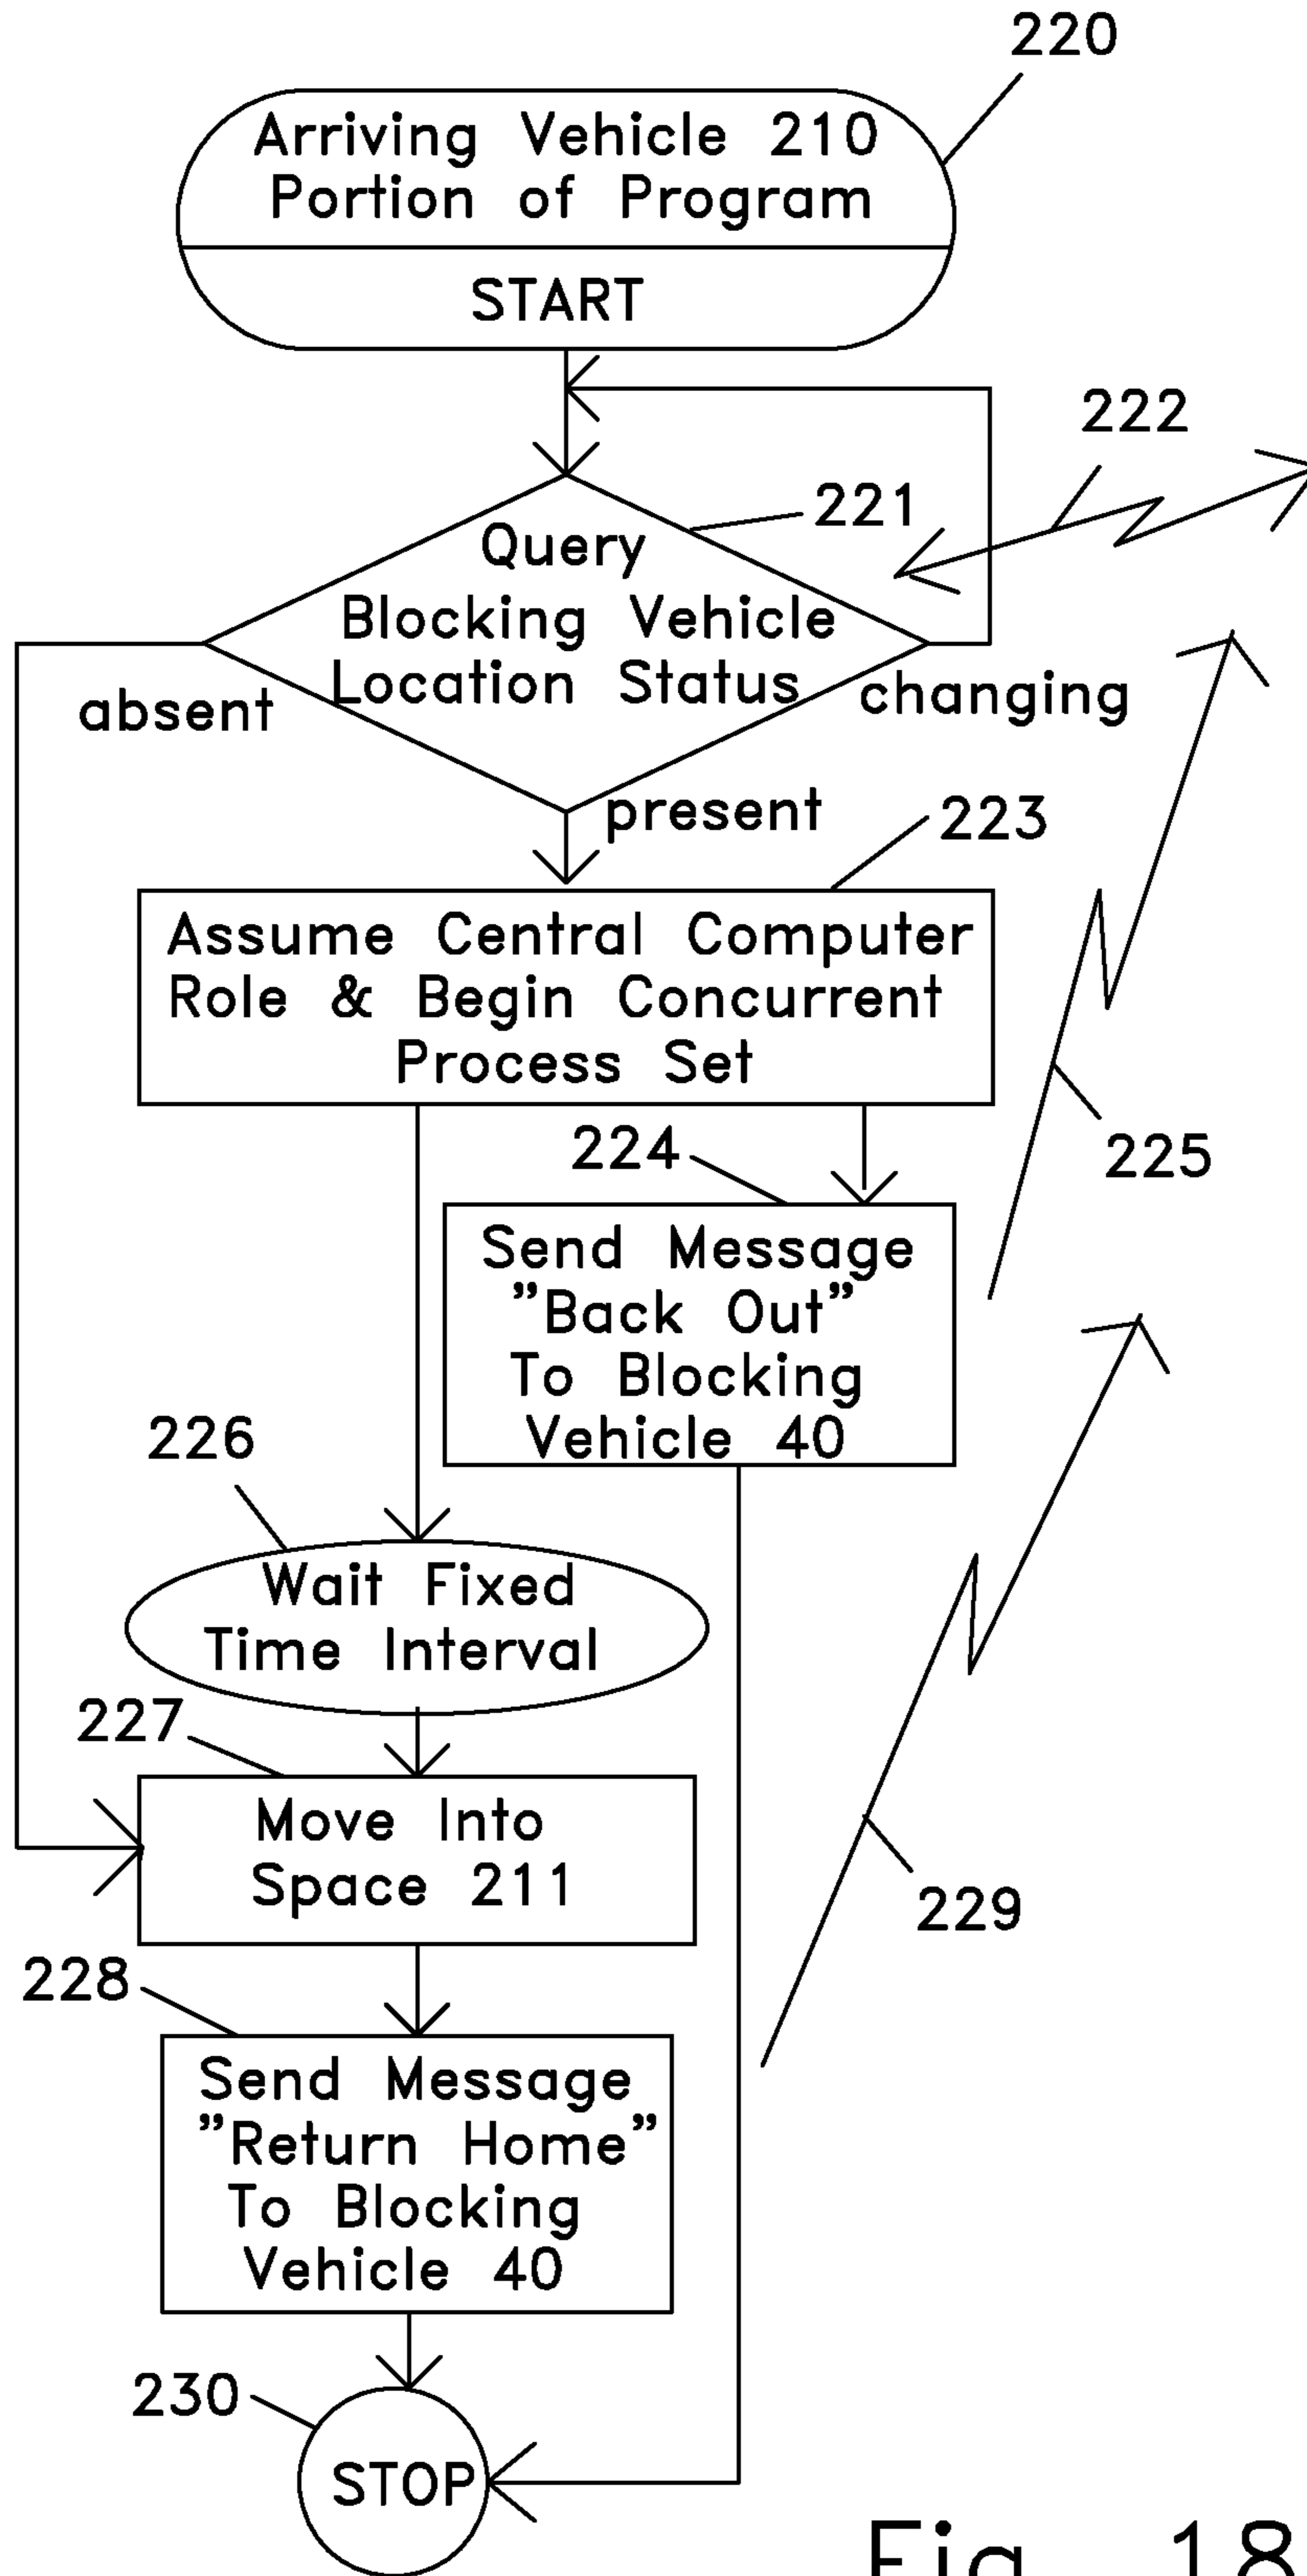 220
Arriving Vehicle 210
Portion of Program
START
222
221
Query
Blocking Vehicle
Location Status
absent
changing
present
223
Assume Central Computer
Role & Begin Concurrent
Process Set
224
225
Send Message
"Back Out"
To Blocking
Vehicle 40
226
Wait Fixed
Time Interval
227
Move Into
Space 211
229
228
Send Message
"Return Home"
To Blocking
Vehicle 40
230
STOP
Fig. 18